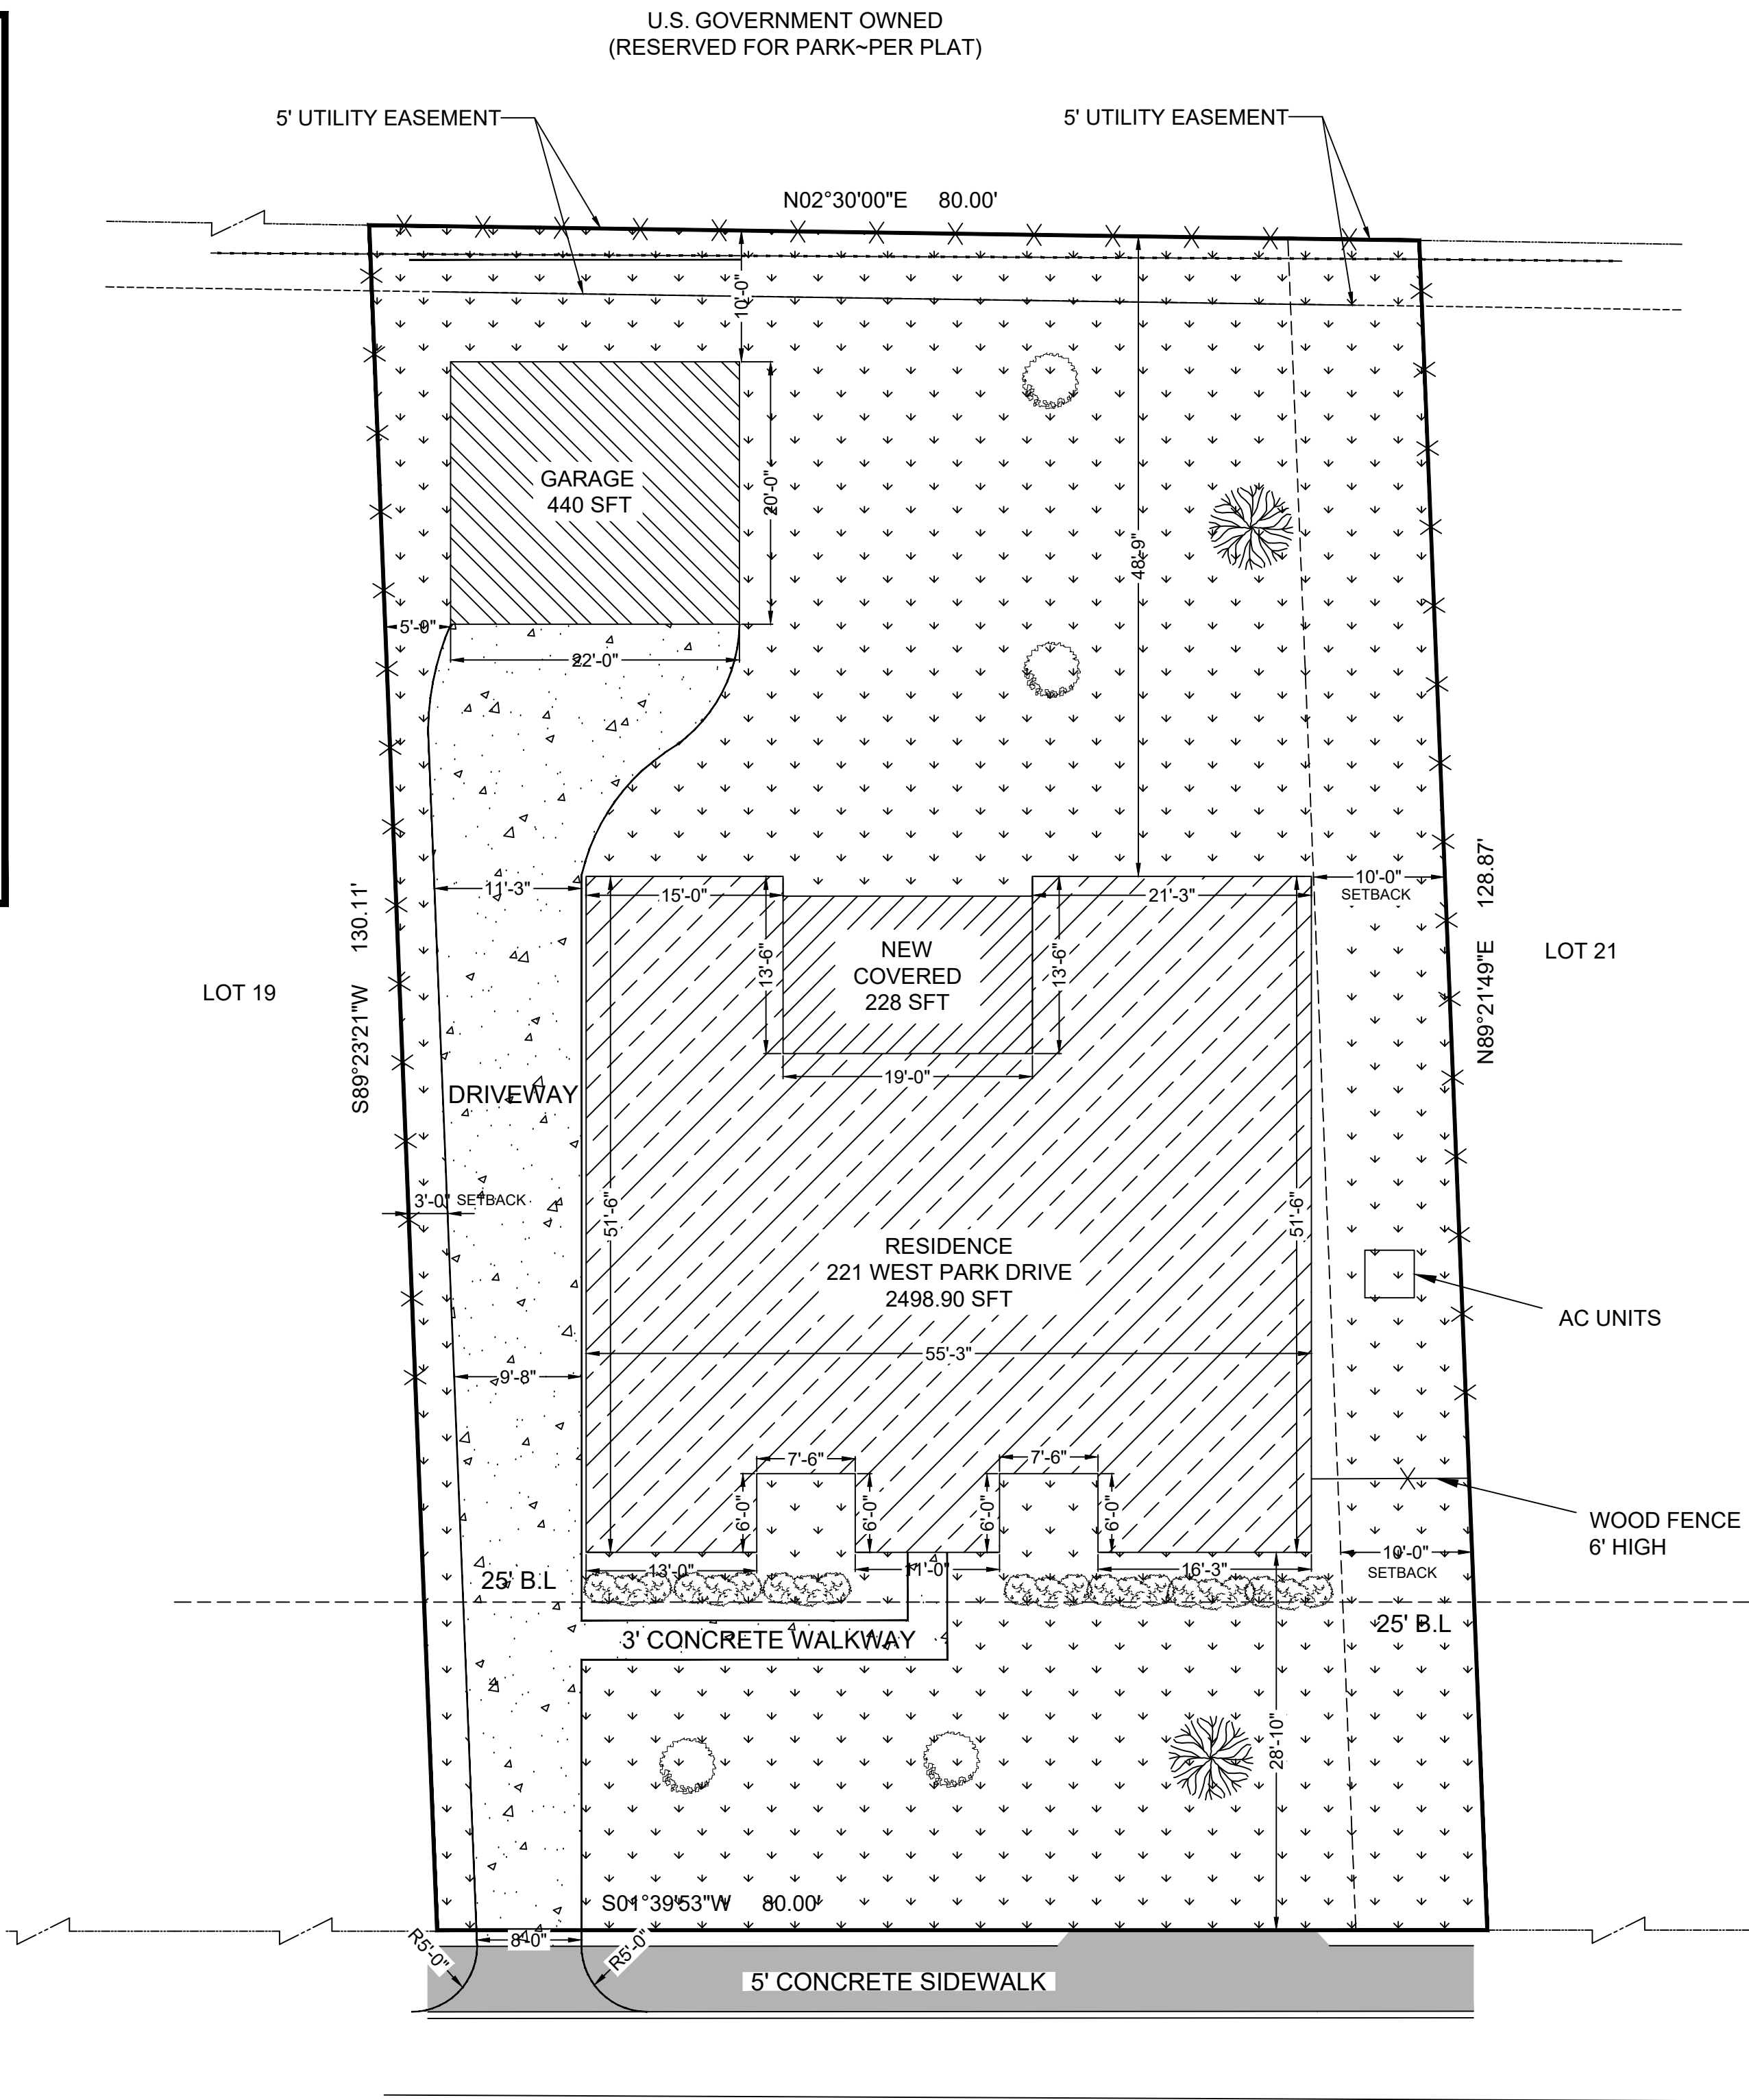 U.S. GOVERNMENT OWNED
(RESERVED FOR PARK~PER PLAT)
5' UTILITY EASEMENT
5' UTILITY EASEMENT
N02°30'00"E 80.00'
10'-0"
GARAGE
440 SFT
20'-0"
48'-9"
5'-0"
22'-0"
11'-3"
15'-0"
21'-3"
10'-0"
SETBACK
S89°23'21"W 130.11'
N89°21'49"E 128.87'
LOT 19
LOT 21
13'-6"
NEW
COVERED
228 SFT
13'-6"
19'-0"
DRIVEWAY
3'-0" SETBACK
51'-6"
51'-6"
RESIDENCE
221 WEST PARK DRIVE
2498.90 SFT
AC UNITS
55'-3"
9'-8"
7'-6"
7'-6"
6'-0"
6'-0"
6'-0"
6'-0"
WOOD FENCE
6' HIGH
10'-0"
SETBACK
13'-0"
11'-0"
16'-3"
25' B.L
25' B.L
3' CONCRETE WALKWAY
28'-10"
S01°39'53"W 80.00'
R5'-0"
8'-0"
R5'-0"
5' CONCRETE SIDEWALK